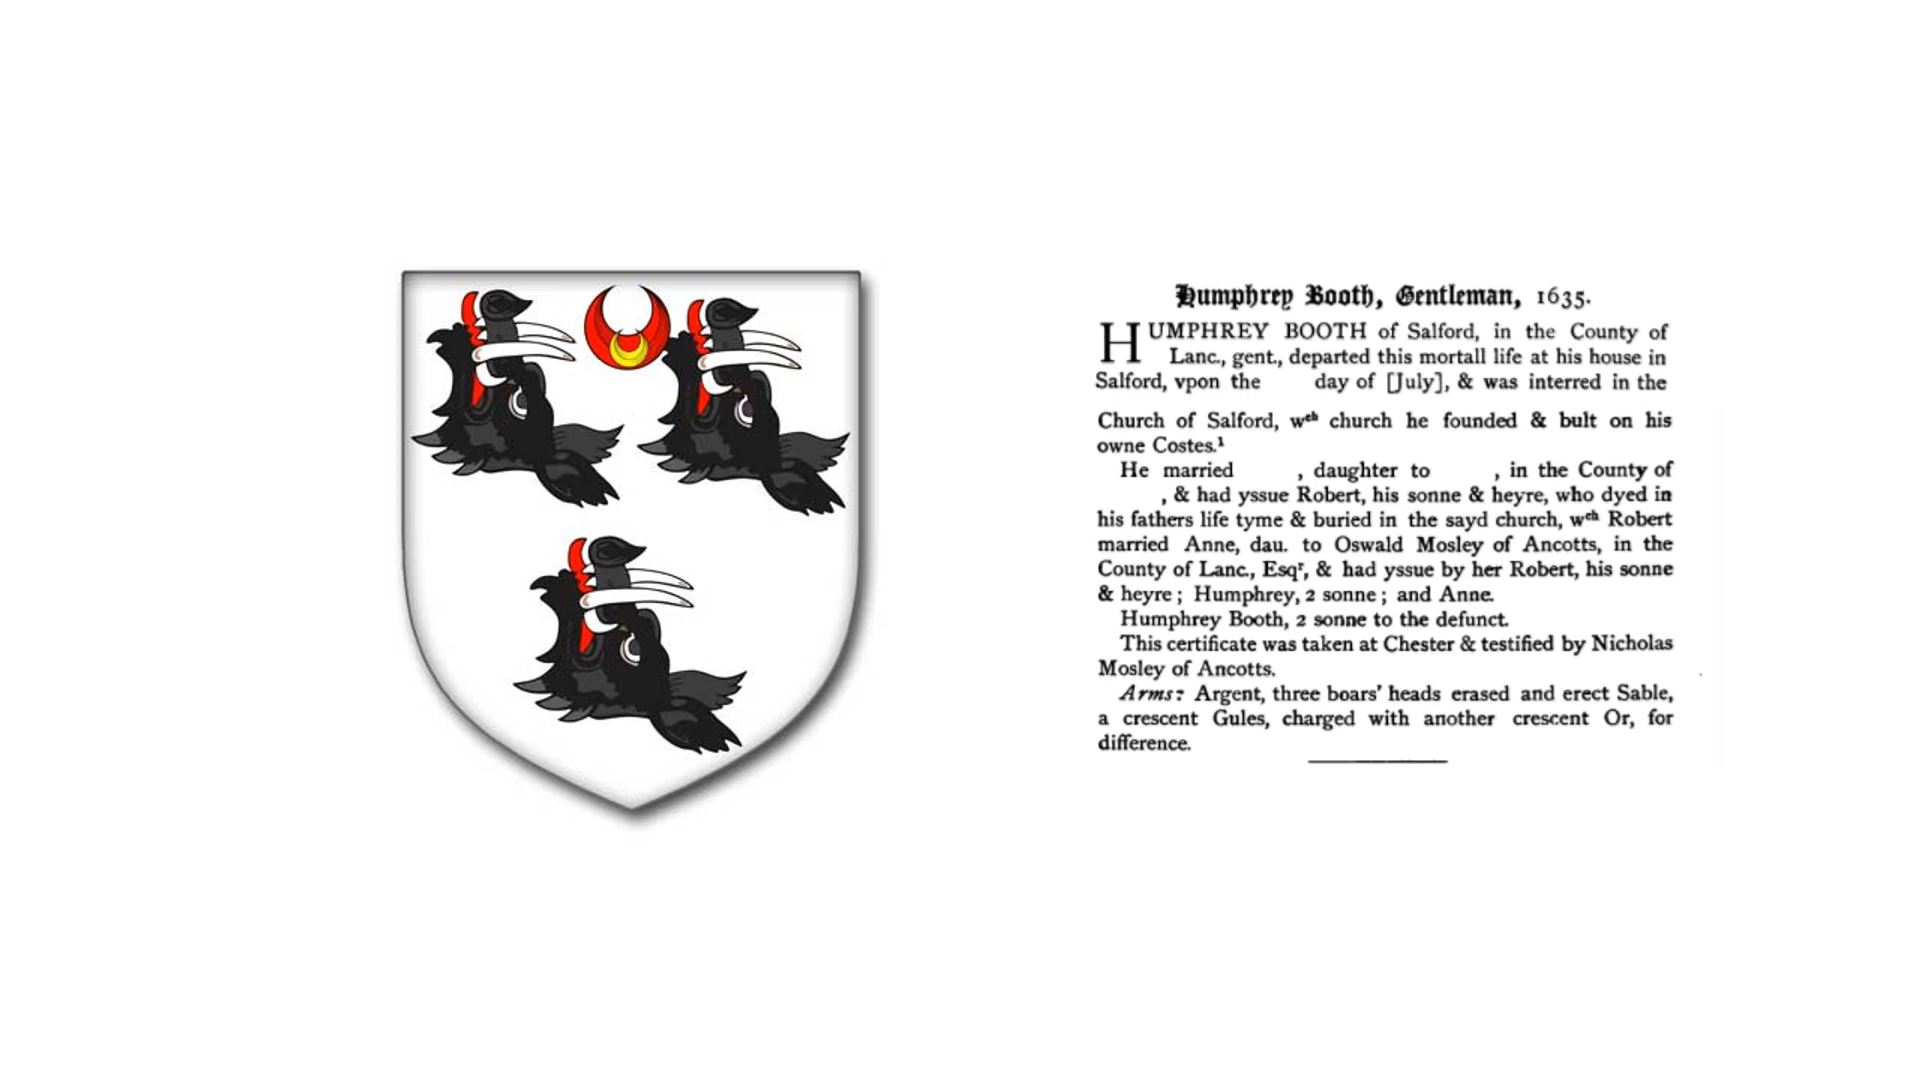 Humphrey Booth, Gentleman, 1635.
HUMPHREY BOOTH of Salford, in the County of
Lanc., gent., departed this mortall life at his house in
Salford, vpon the day of [July], & was interred in the
Church of Salford, wᶜʰ church he founded & bult on his
owne Costes.¹
He married , daughter to , in the County of
, & had yssue Robert, his sonne & heyre, who dyed in
his fathers life tyme & buried in the sayd church, wᶜʰ Robert
married Anne, dau. to Oswald Mosley of Ancotts, in the
County of Lanc., Esqʳ, & had yssue by her Robert, his sonne
& heyre; Humphrey, 2 sonne; and Anne.
Humphrey Booth, 2 sonne to the defunct.
This certificate was taken at Chester & testified by Nicholas
Mosley of Ancotts.
Arms: Argent, three boars' heads erased and erect Sable,
a crescent Gules, charged with another crescent Or, for
difference.